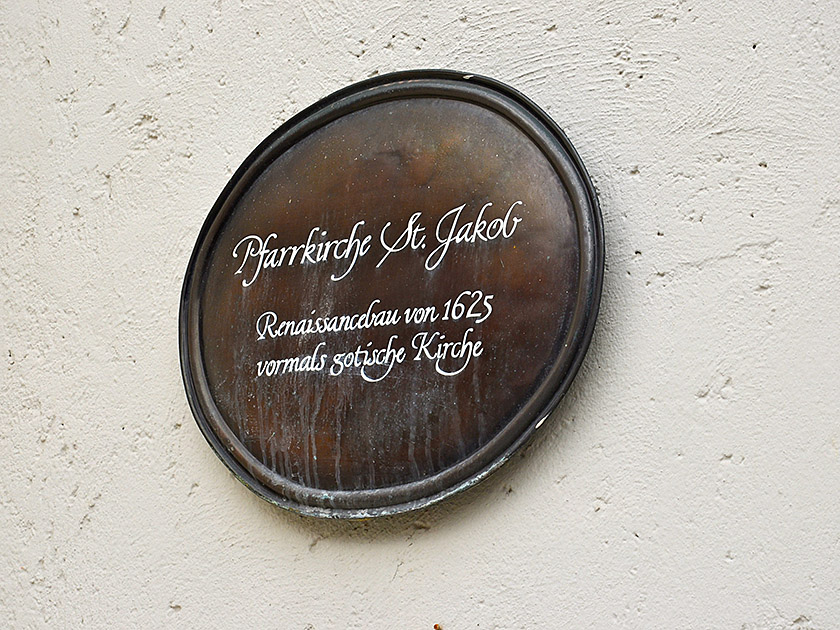 Pfarrkirche St. Jakob
Renaissancebau von 1625
vormals gotische Kirche